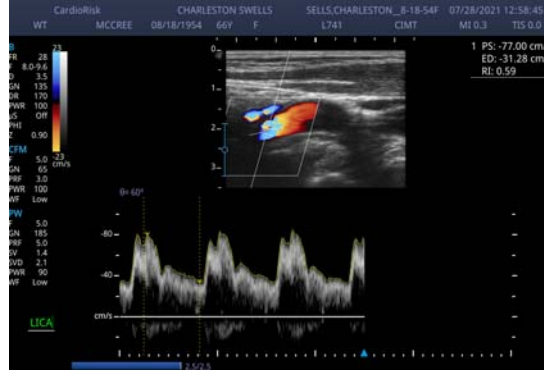 CardioRisk CHARLESTON SWELLS SELLS,CHARLESTON__8-18-54F 07/28/2021 12:58:45
WT MCCREE 08/18/1954 66Y F L741 CIMT MI 0.3 TIS 0.0
B
FR 28
F 8.0-9.6
D 3.5
GN 135
DR 170
PWR 100
µS Off
PHI
Z 0.90
CFM
F 5.0
GN 65
PRF 3.0
PWR 100
WF Low
PW
F 5.0
GN 185
PRF 5.0
SV 1.4
SVD 2.1
PWR 90
WF Low
LICA
23
-23
cm/s
0
1
2
3
1 PS: -77.00 cm
ED: -31.28 cm
RI: 0.59
θ= 60°
-80
-40
cm/s
2.5/2.5